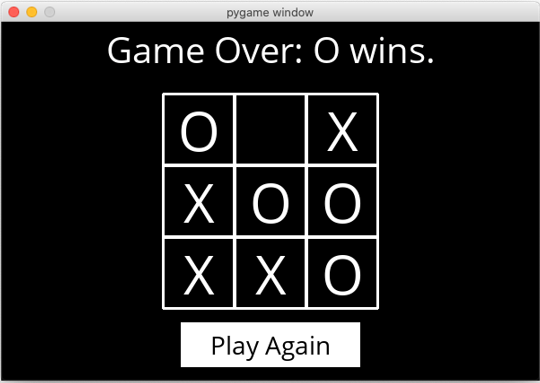 pygame window
Game Over: O wins.
O X
X O O
X X O
Play Again